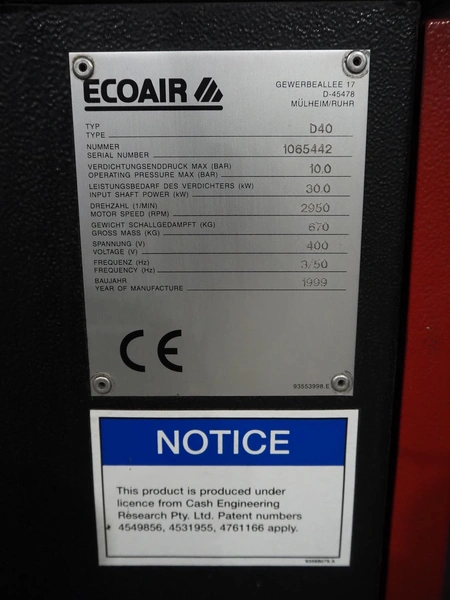 ECOAIR
GEWERBEALLEE 17
D-45478
MÜLHEIM/RUHR
TYP
TYPE D40
NUMMER
SERIAL NUMBER 1065442
VERDICHTUNGSENDDRUCK MAX (BAR)
OPERATING PRESSURE MAX (BAR) 10.0
LEISTUNGSBEDARF DES VERDICHTERS (kW)
INPUT SHAFT POWER (kW) 30.0
DREHZAHL (1/MIN)
MOTOR SPEED (RPM) 2950
GEWICHT SCHALLGEDAMPFT (KG)
GROSS MASS (KG) 670
SPANNUNG (V)
VOLTAGE (V) 400
FREQUENZ (Hz)
FREQUENCY (Hz) 3/50
BAUJAHR
YEAR OF MANUFACTURE 1999
CE
93553998.E
NOTICE
This product is produced under
licence from Cash Engineering
Research Pty. Ltd. Patent numbers
4549856, 4531955, 4761166 apply.